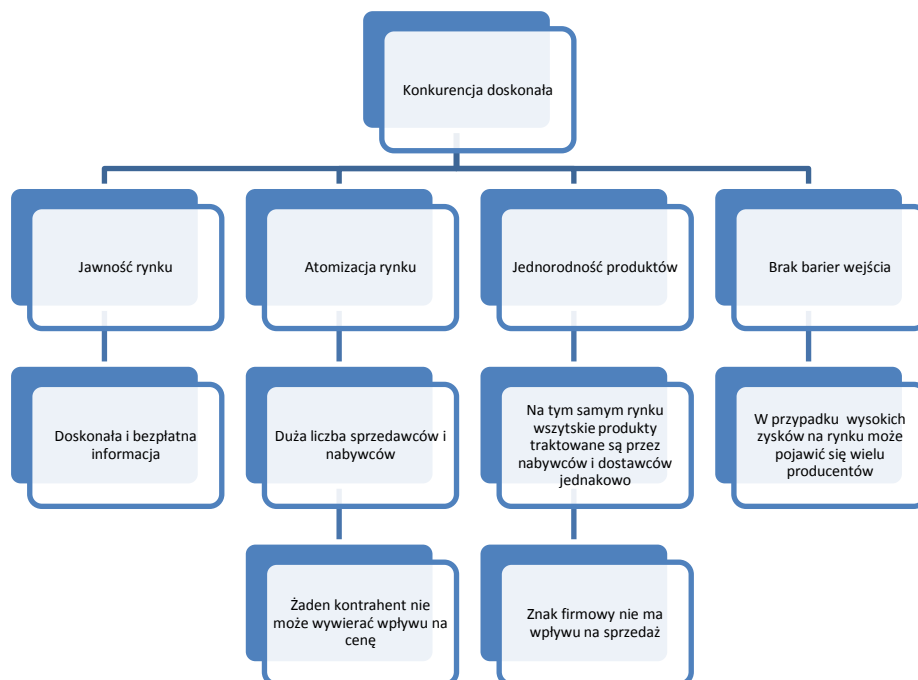 Konkurencja doskonała
Jawność rynku
Atomizacja rynku
Jednorodność produktów
Brak barier wejścia
Doskonała i bezpłatna
informacja
Duża liczba sprzedawców i
nabywców
Na tym samym rynku
wszytskie produkty
traktowane są przez
nabywców i dostawców
jednakowo
W przypadku  wysokich
zysków na rynku może
pojawić się wielu
producentów
Żaden kontrahent nie
może wywierać wpływu na
cenę
Znak firmowy nie ma
wpływu na sprzedaż